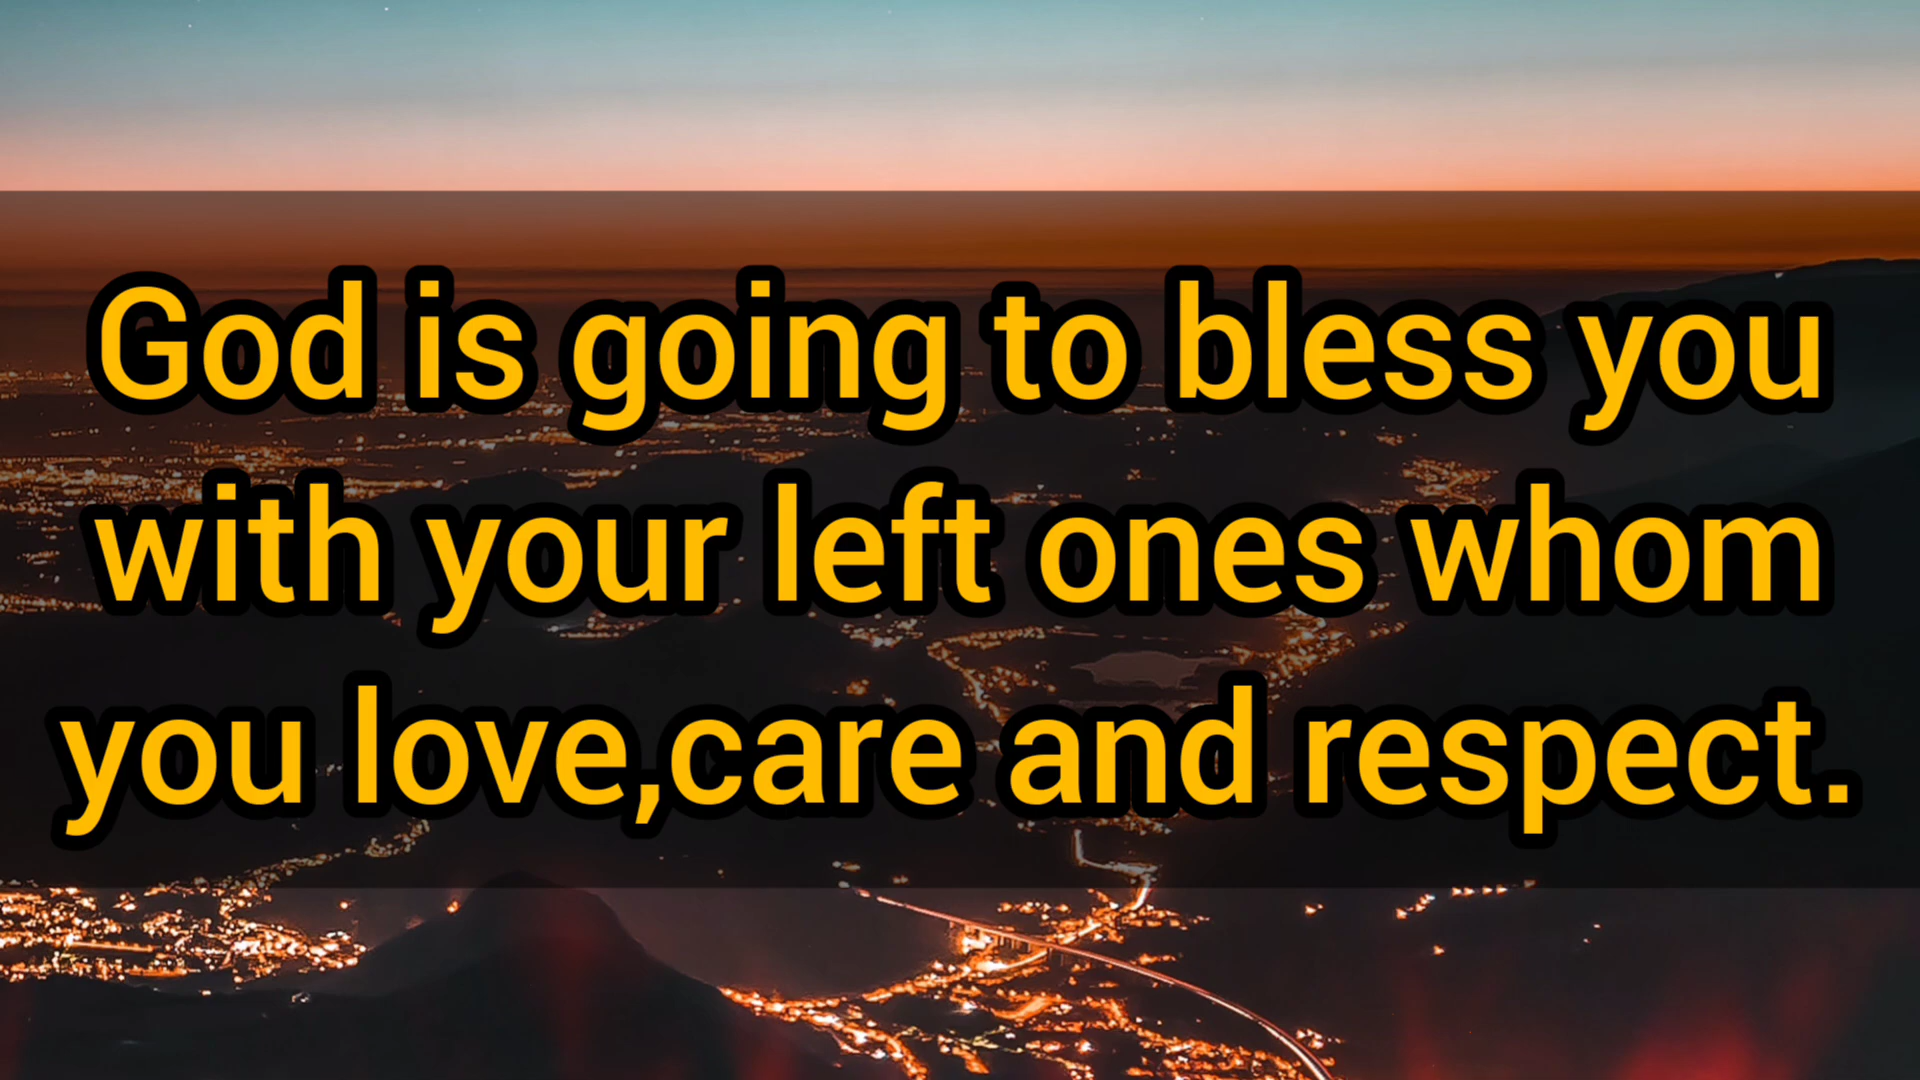 God is going to bless you
with your left ones whom
you love,care and respect.